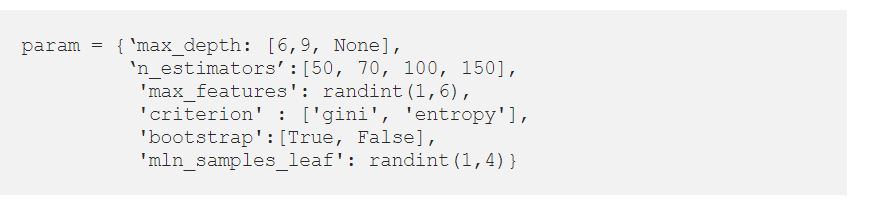 param = {‛max_depth: [6,9, None],
‛n_estimators′:[50, 70, 100, 150],
'max_features': randint(1,6),
'criterion' : ['gini', 'entropy'],
'bootstrap':[True, False],
'mln_samples_leaf': randint(1,4)}